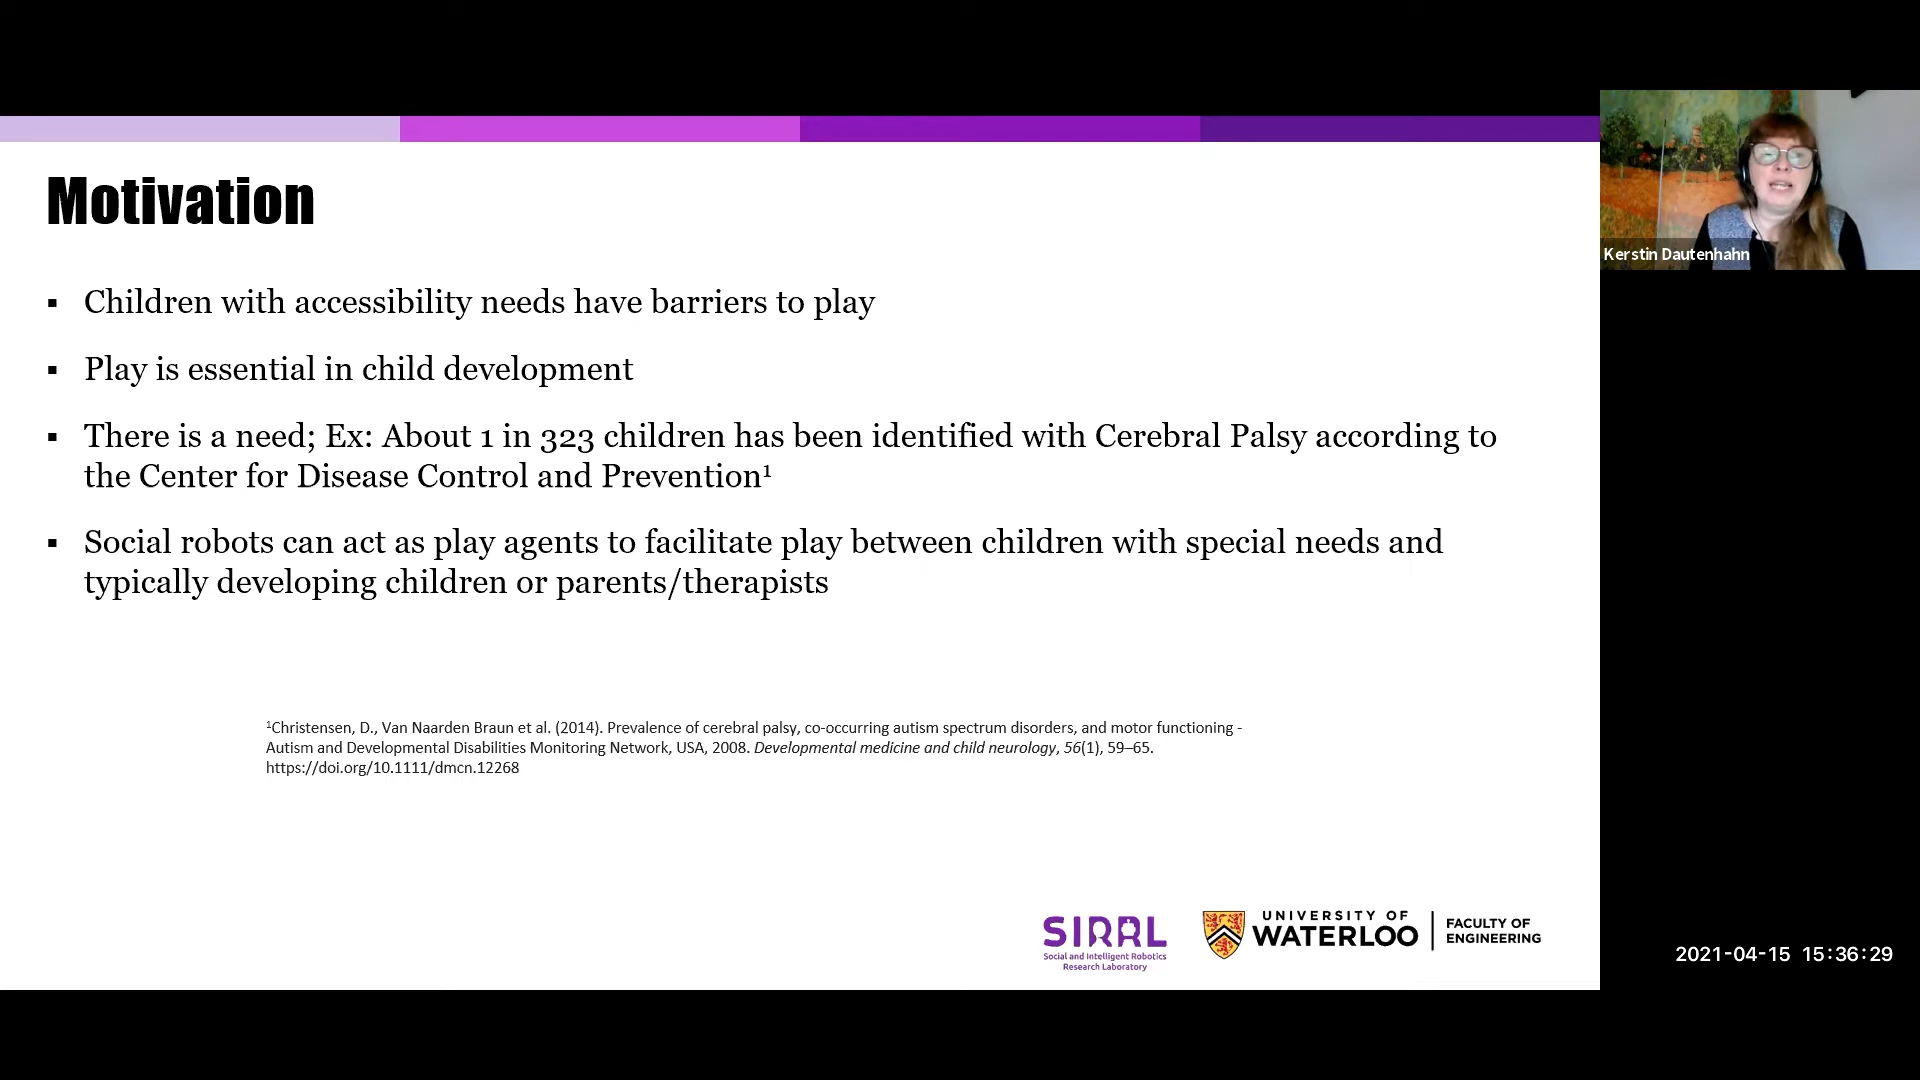 Motivation
▪ Children with accessibility needs have barriers to play
▪ Play is essential in child development
▪ There is a need; Ex: About 1 in 323 children has been identified with Cerebral Palsy according to
the Center for Disease Control and Prevention¹
▪ Social robots can act as play agents to facilitate play between children with special needs and
typically developing children or parents/therapists
¹Christensen, D., Van Naarden Braun et al. (2014). Prevalence of cerebral palsy, co-occurring autism spectrum disorders, and motor functioning -
Autism and Developmental Disabilities Monitoring Network, USA, 2008. Developmental medicine and child neurology, 56(1), 59–65.
https://doi.org/10.1111/dmcn.12268
SIRRL
Social and Intelligent Robotics
Research Laboratory
UNIVERSITY OF
WATERLOO
FACULTY OF
ENGINEERING
Kerstin Dautenhahn
2021-04-15 15:36:29